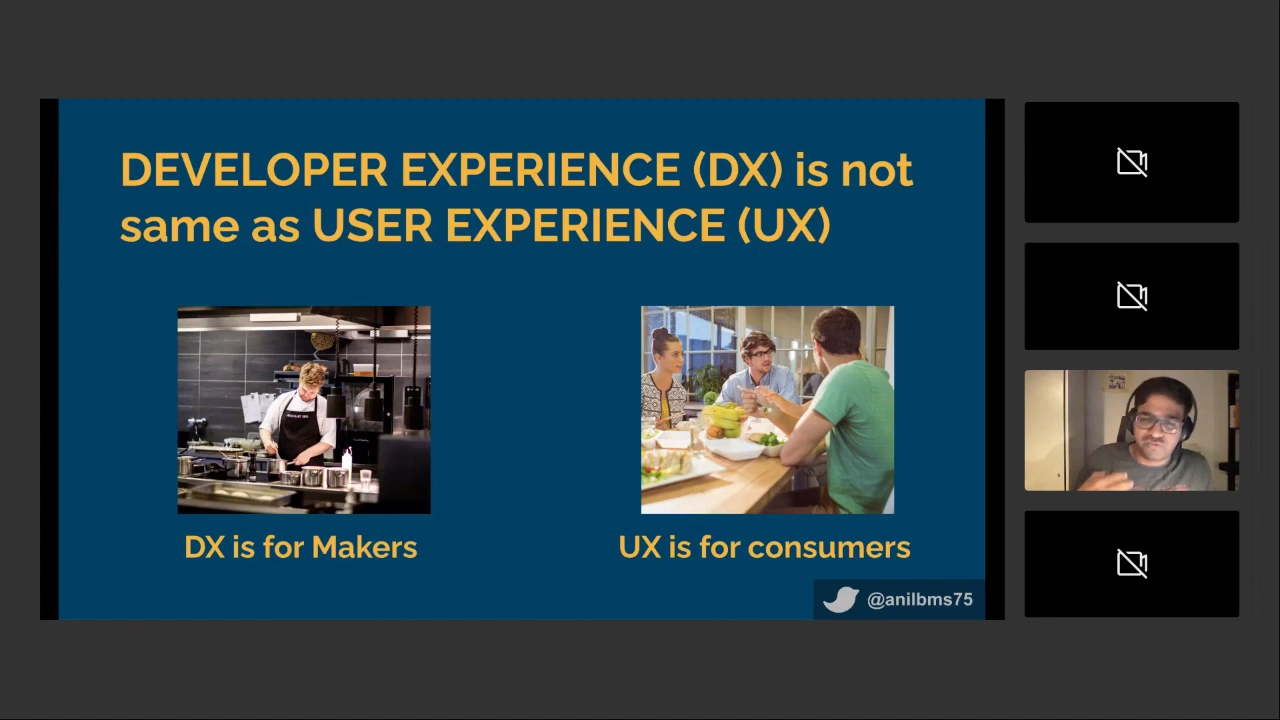 DEVELOPER EXPERIENCE (DX) is not
same as USER EXPERIENCE (UX)
DX is for Makers
UX is for consumers
@anilbms75